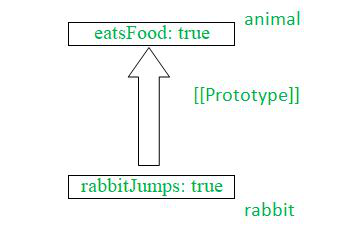 animal
eatsFood: true
[[Prototype]]
rabbitJumps: true
rabbit